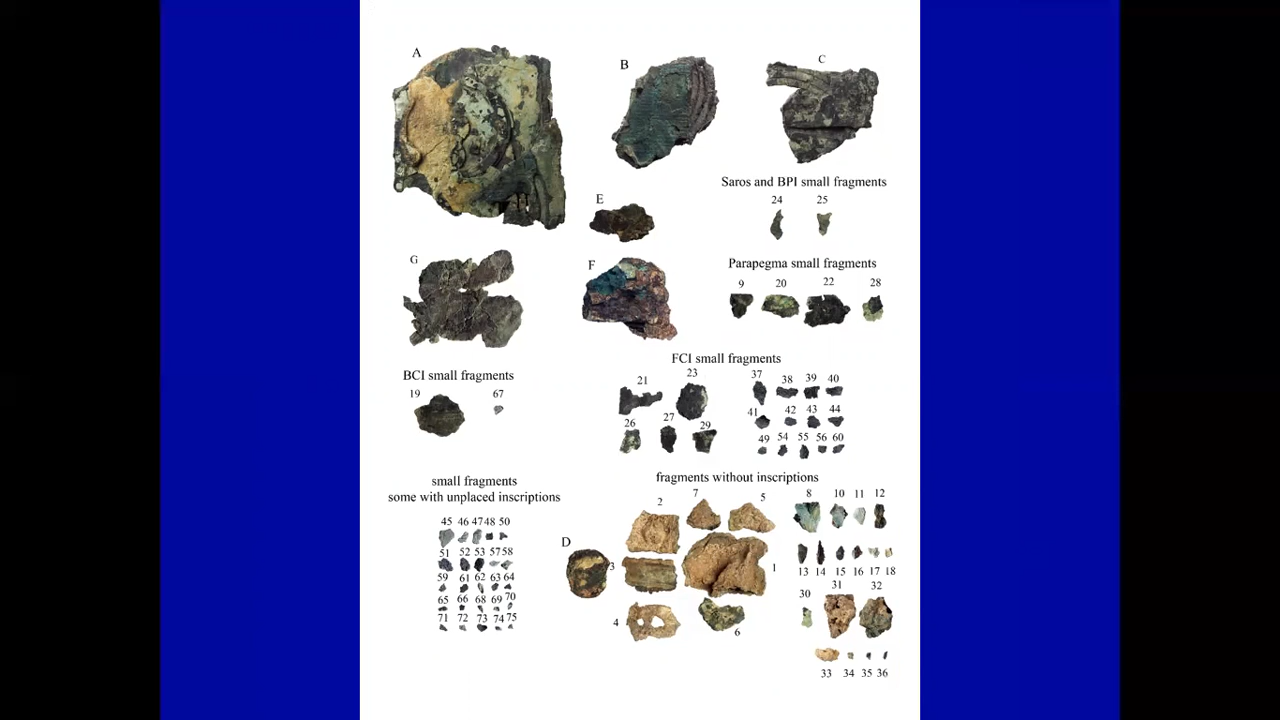 A
B
C
Saros and BPI small fragments
24 25
E
G
F
Parapegma small fragments
9 20 22 28
FCI small fragments
BCI small fragments
19 67
21 23 37 38 39 40
26 27 29 41 42 43 44
49 54 55 56 60
small fragments
some with unplaced inscriptions
45 46 47 48 50
51 52 53 57 58
59 61 62 63 64
65 66 68 69 70
71 72 73 74 75
fragments without inscriptions
D
2 7 5
3 1
4 6
8 10 11 12
13 14 15 16 17 18
30 31 32
33 34 35 36